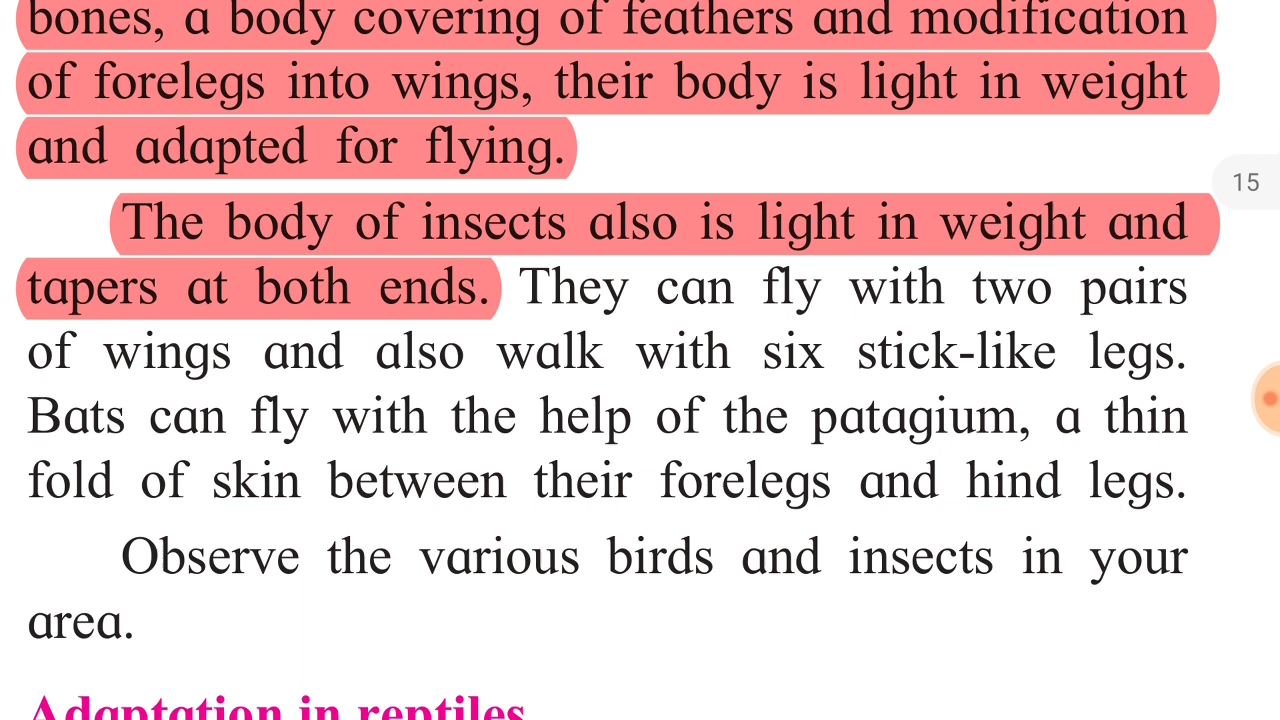 bones, a body covering of feathers and modification
of forelegs into wings, their body is light in weight
and adapted for flying.
15
The body of insects also is light in weight and
tapers at both ends. They can fly with two pairs
of wings and also walk with six stick-like legs.
Bats can fly with the help of the patagium, a thin
fold of skin between their forelegs and hind legs.
Observe the various birds and insects in your
area.
Adaptation in reptiles